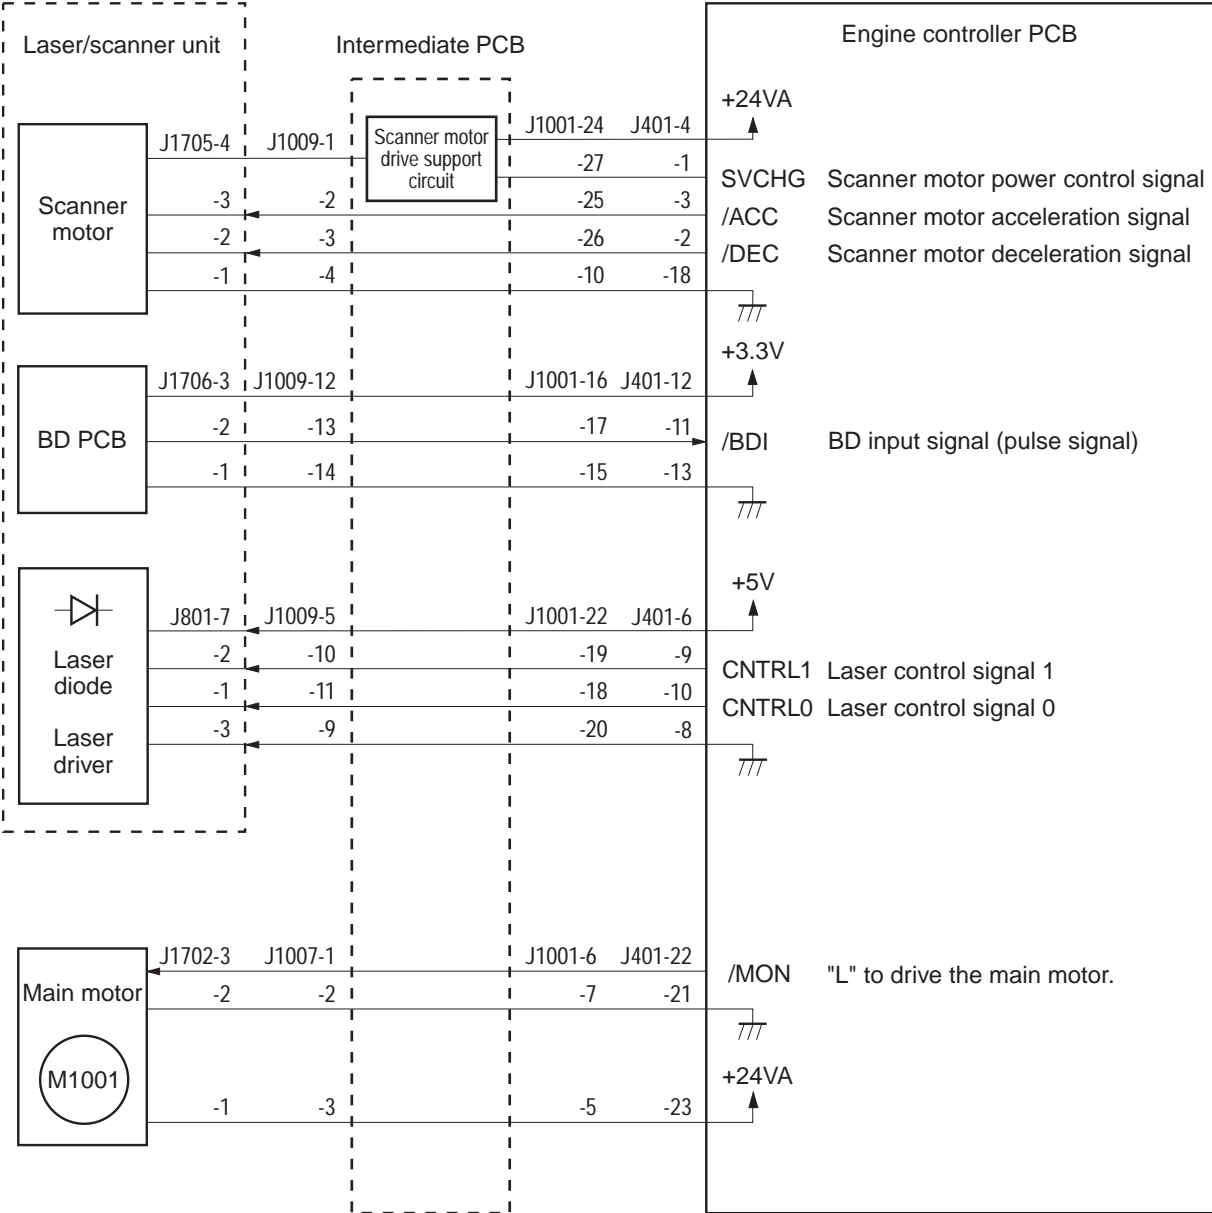 Laser/scanner unit
Intermediate PCB
Engine controller PCB
+24VA
J1705-4 J1009-1
Scanner motor
drive support
circuit
J1001-24 J401-4
-27 -1
SVCHG Scanner motor power control signal
Scanner
motor
-3 -2 -25 -3
/ACC Scanner motor acceleration signal
-2 -3 -26 -2
/DEC Scanner motor deceleration signal
-1 -4 -10 -18
+3.3V
J1706-3 J1009-12 J1001-16 J401-12
BD PCB
-2 -13 -17 -11
/BDI BD input signal (pulse signal)
-1 -14 -15 -13
+5V
J801-7 J1009-5 J1001-22 J401-6
Laser
diode
-2 -10 -19 -9
CNTRL1 Laser control signal 1
-1 -11 -18 -10
CNTRL0 Laser control signal 0
Laser
driver
-3 -9 -20 -8
J1702-3 J1007-1 J1001-6 J401-22
/MON "L" to drive the main motor.
Main motor
-2 -2 -7 -21
M1001
+24VA
-1 -3 -5 -23